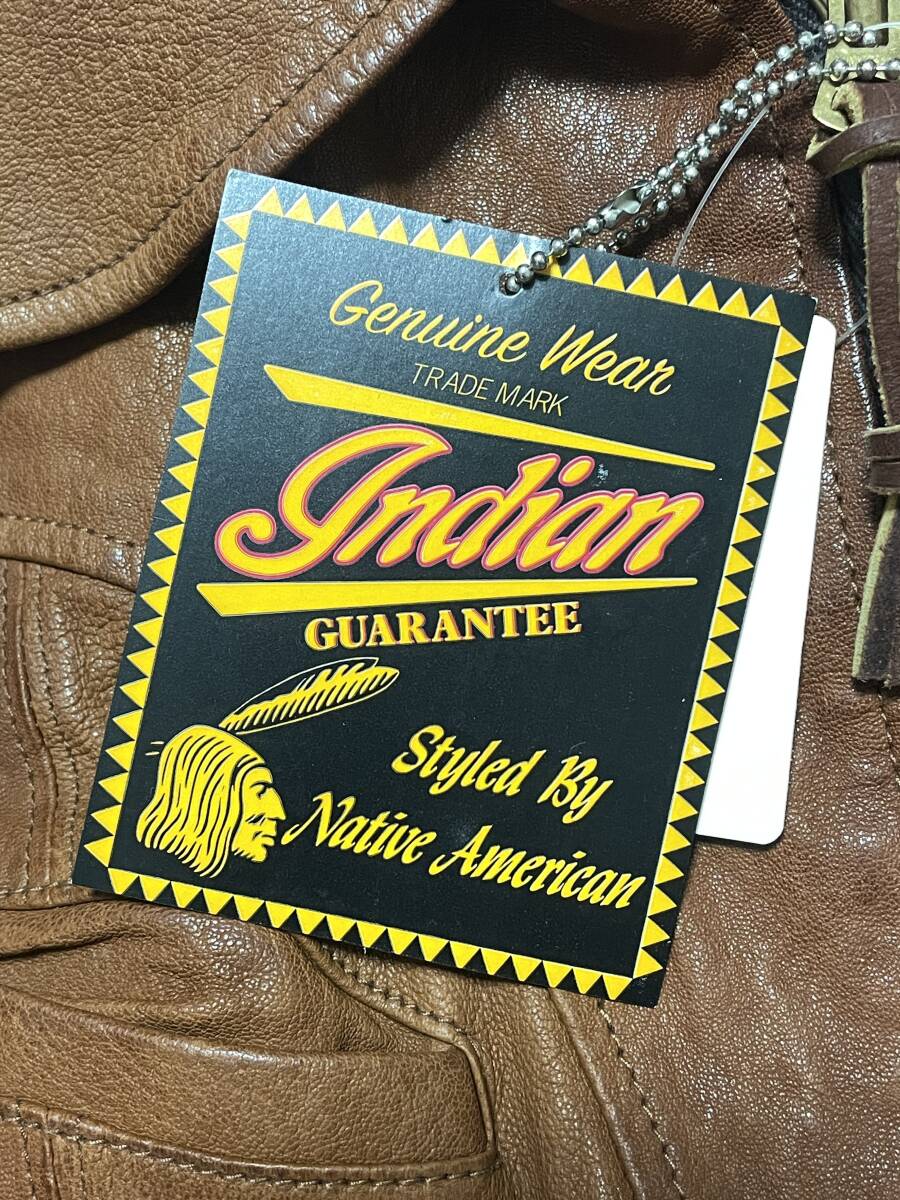 Genuine Wear
TRADE MARK
Indian
GUARANTEE
Styled By
Native American